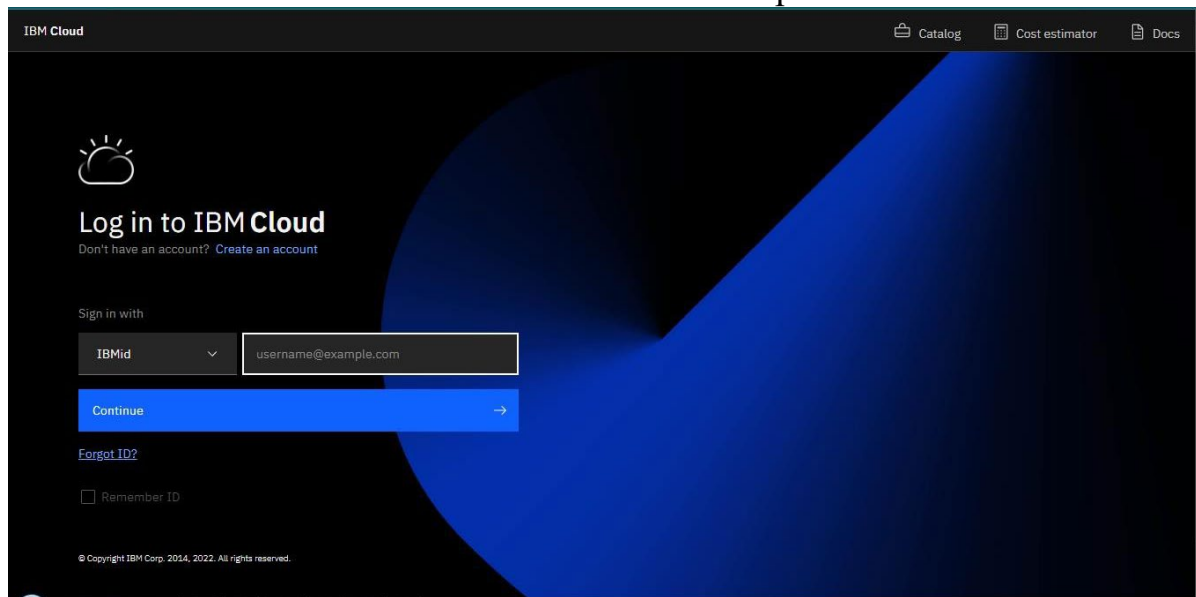 IBM Cloud
Catalog
Cost estimator
Docs
Log in to IBM Cloud
Don't have an account? Create an account
Sign in with
IBMid
username@example.com
Continue
Forgot ID?
Remember ID
© Copyright IBM Corp. 2014, 2022. All rights reserved.